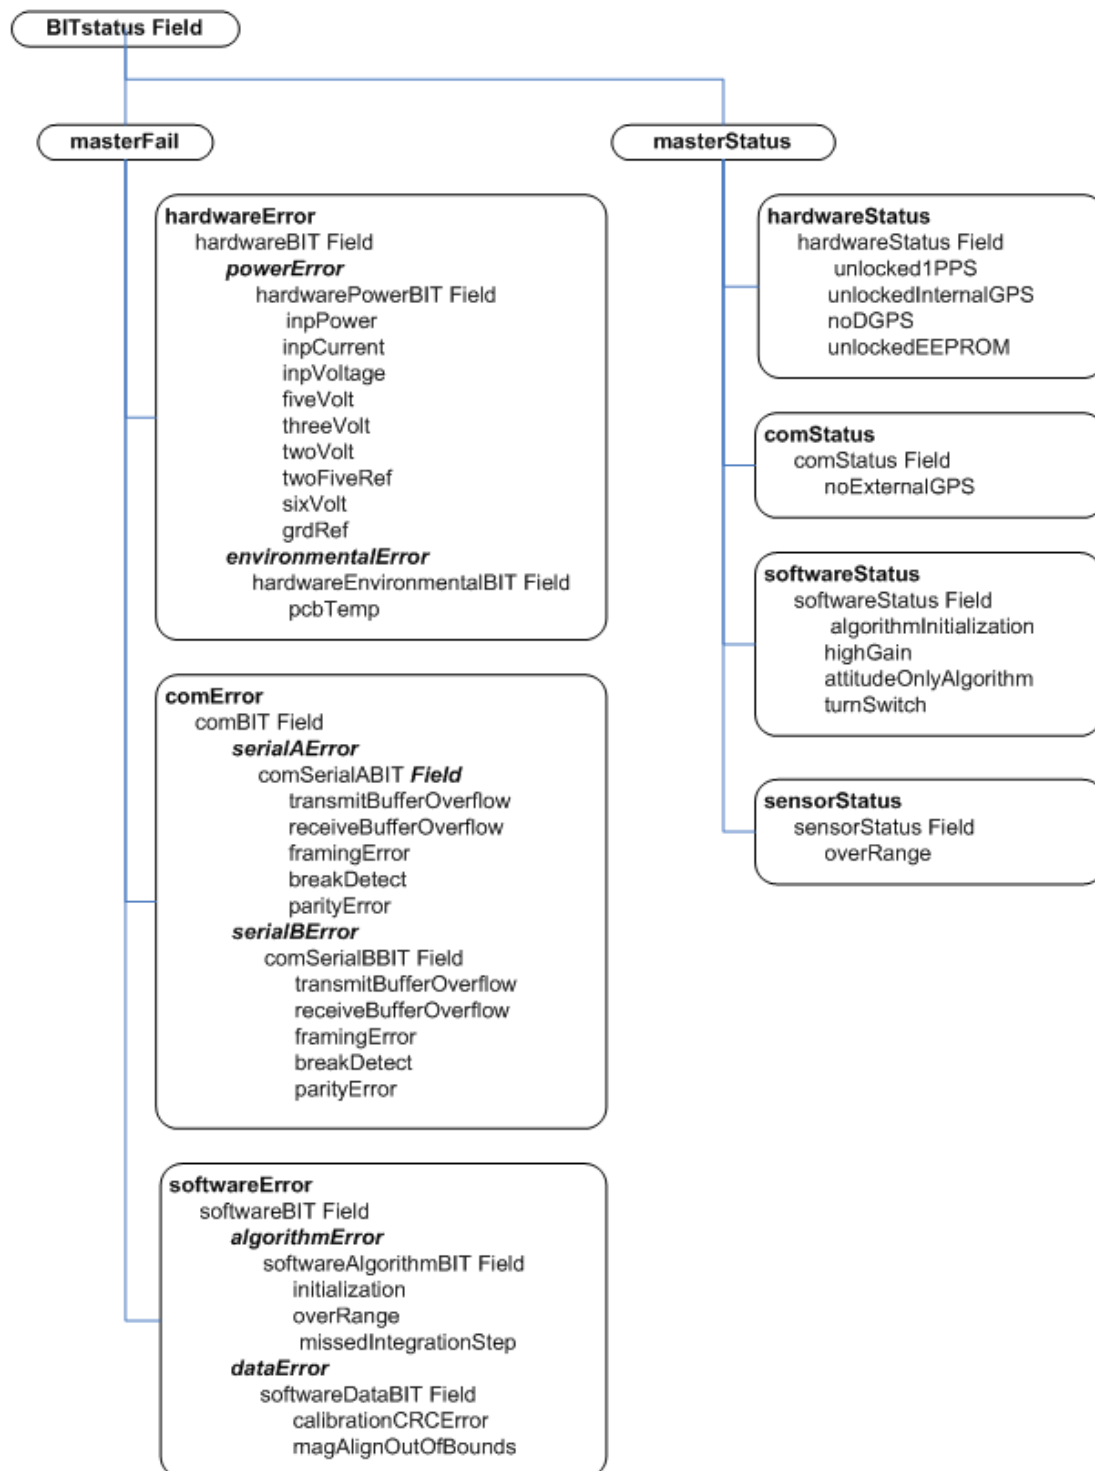 BITstatus Field
masterFail
masterStatus
hardwareError
hardwareBIT Field
powerError
hardwarePowerBIT Field
inpPower
inpCurrent
inpVoltage
fiveVolt
threeVolt
twoVolt
twoFiveRef
sixVolt
grdRef
environmentalError
hardwareEnvironmentalBIT Field
pcbTemp
comError
comBIT Field
serialAError
comSerialABIT Field
transmitBufferOverflow
receiveBufferOverflow
framingError
breakDetect
parityError
serialBError
comSerialBBIT Field
transmitBufferOverflow
receiveBufferOverflow
framingError
breakDetect
parityError
softwareError
softwareBIT Field
algorithmError
softwareAlgorithmBIT Field
initialization
overRange
missedIntegrationStep
dataError
softwareDataBIT Field
calibrationCRCError
magAlignOutOfBounds
hardwareStatus
hardwareStatus Field
unlocked1PPS
unlockedInternalGPS
noDGPS
unlockedEEPROM
comStatus
comStatus Field
noExternalGPS
softwareStatus
softwareStatus Field
algorithmInitialization
highGain
attitudeOnlyAlgorithm
turnSwitch
sensorStatus
sensorStatus Field
overRange